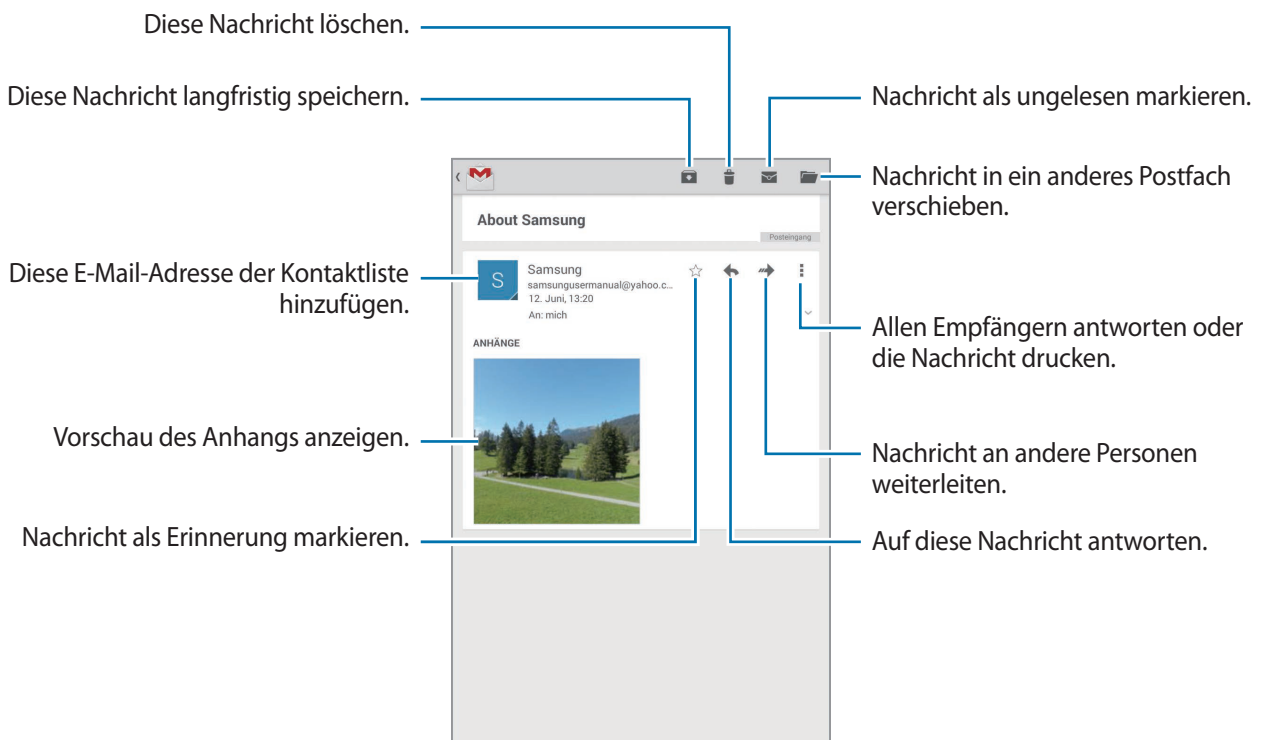 Diese Nachricht löschen.
Diese Nachricht langfristig speichern.
Nachricht als ungelesen markieren.
Nachricht in ein anderes Postfach
verschieben.
About Samsung
Posteingang
Diese E-Mail-Adresse der Kontaktliste
hinzufügen.
S
Samsung
samsungusermanual@yahoo.c...
12. Juni, 13:20
An: mich
Allen Empfängern antworten oder
die Nachricht drucken.
ANHÄNGE
Vorschau des Anhangs anzeigen.
Nachricht an andere Personen
weiterleiten.
Nachricht als Erinnerung markieren.
Auf diese Nachricht antworten.